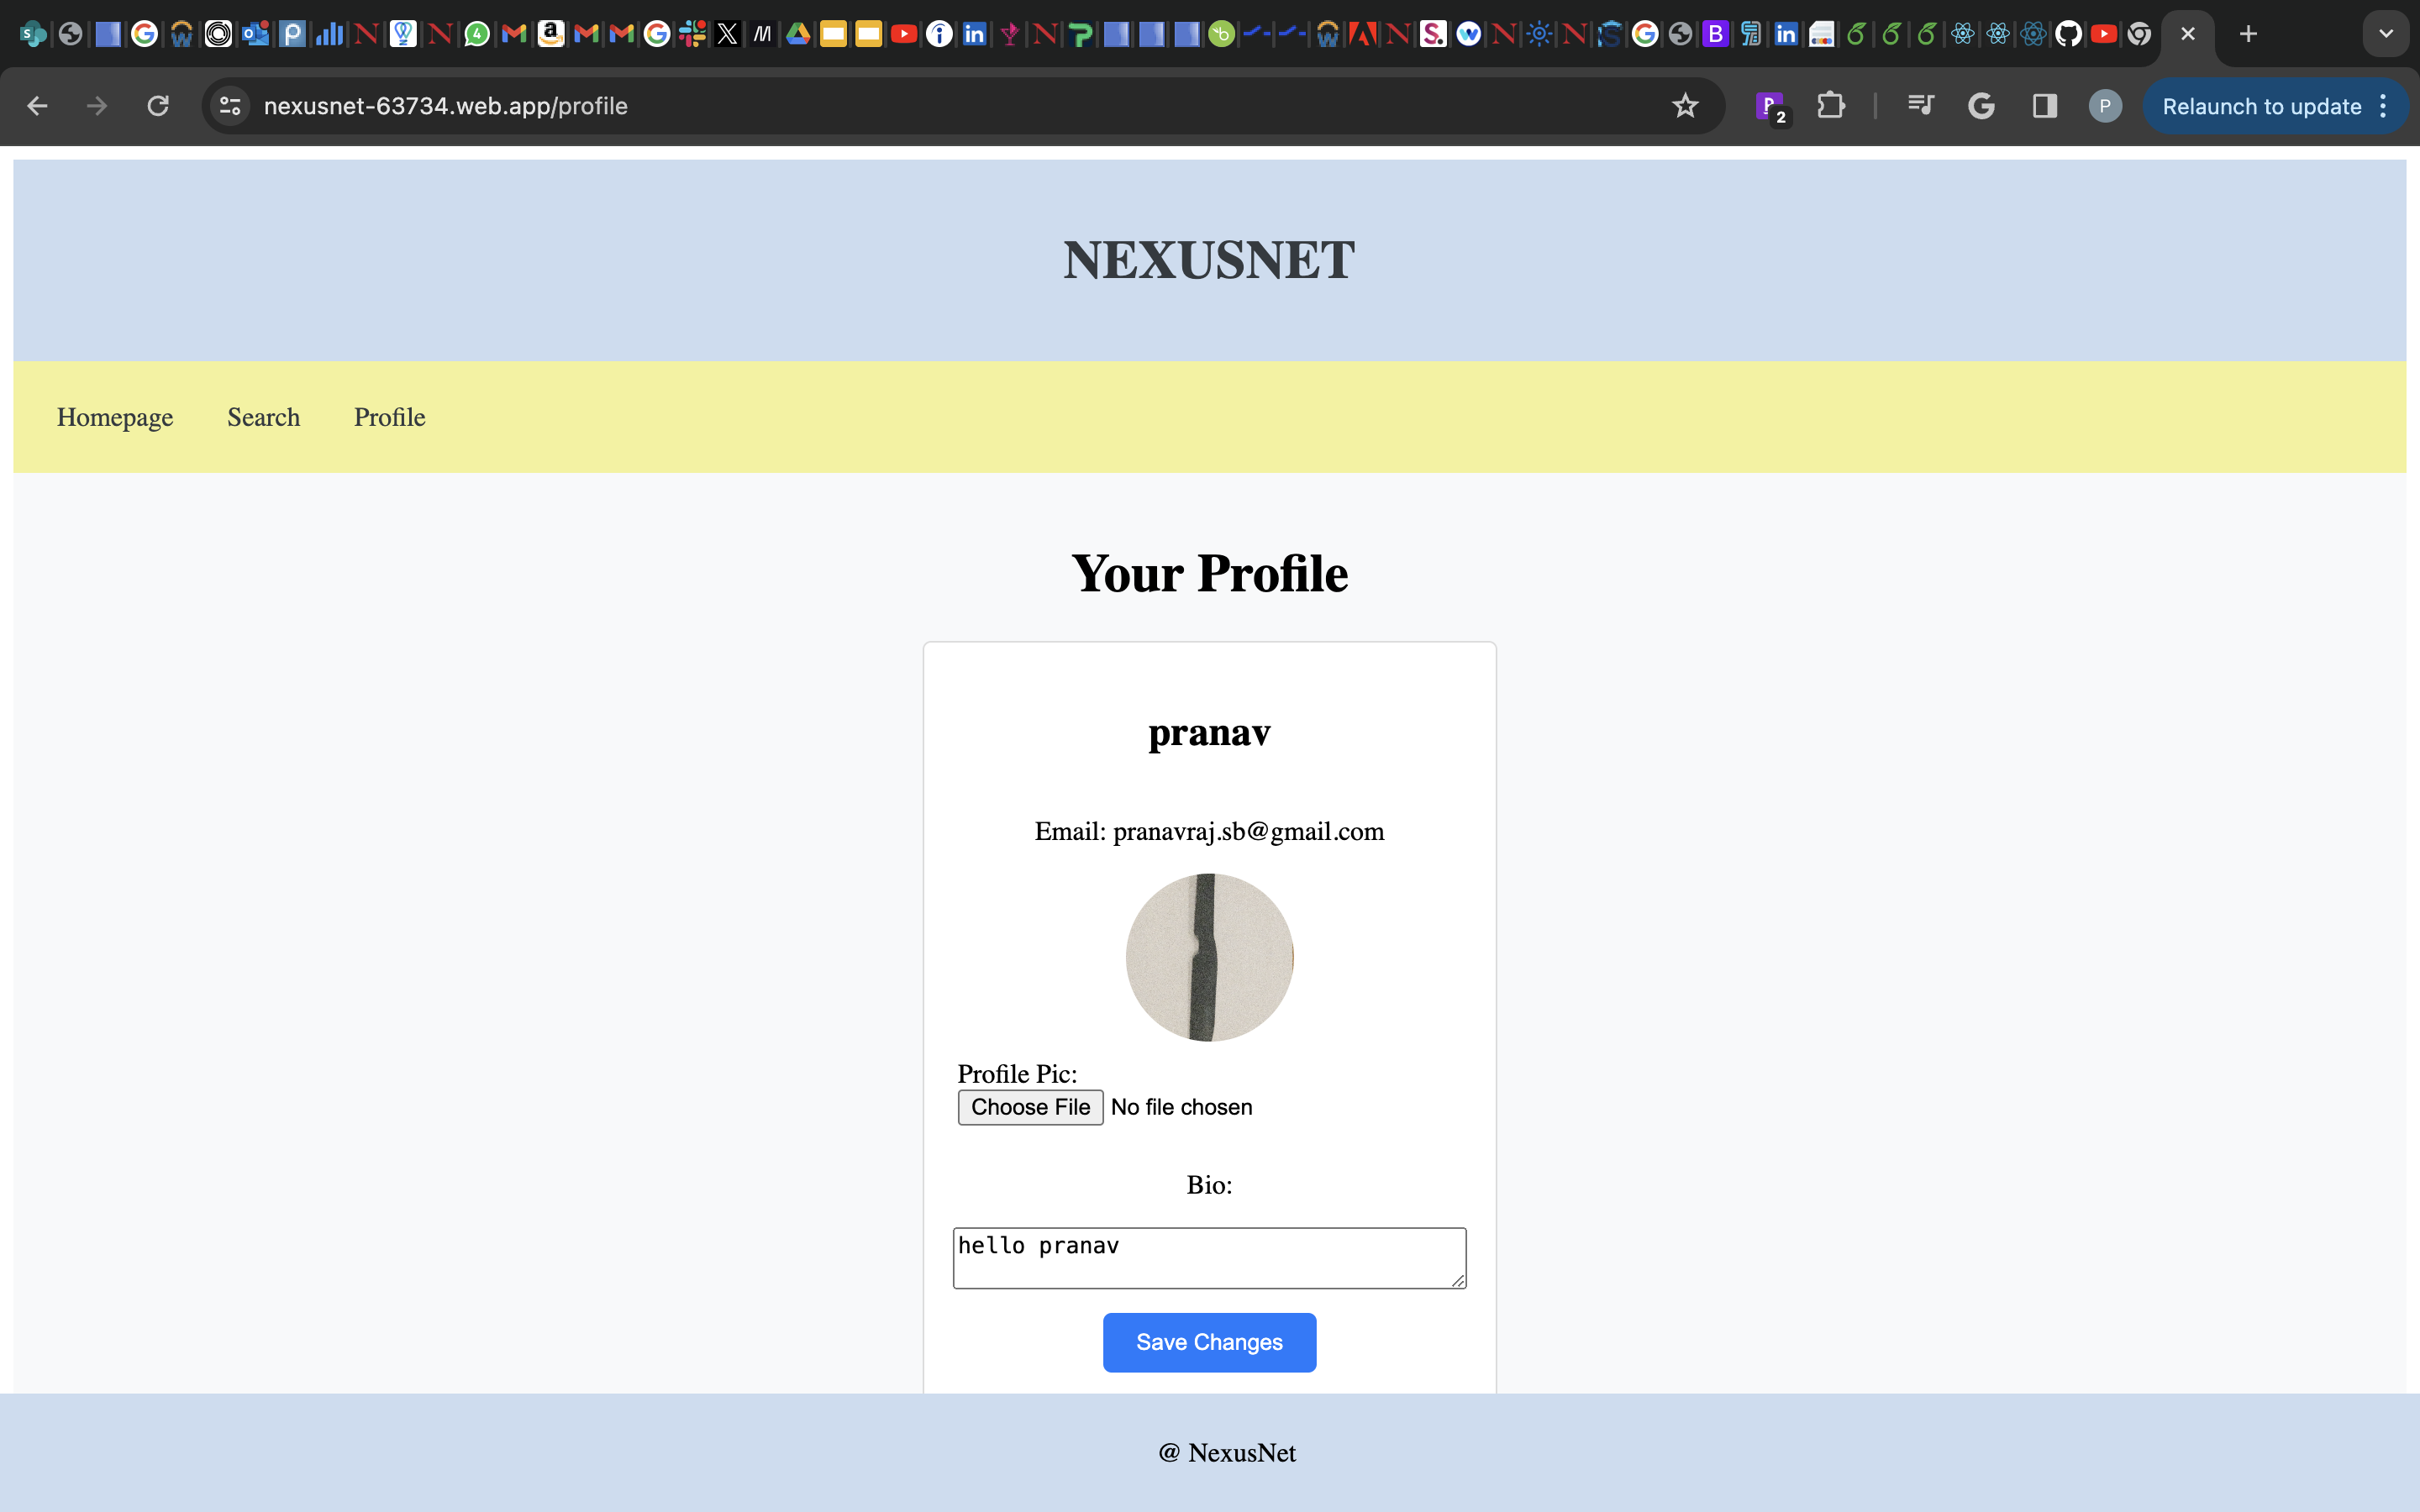 nexusnet-63734.web.app/profile
2
P
Relaunch to update
NEXUSNET
Homepage Search Profile
Your Profile
pranav
Email: pranavraj.sb@gmail.com
Profile Pic:
Choose File No file chosen
Bio:
hello pranav
Save Changes
@ NexusNet